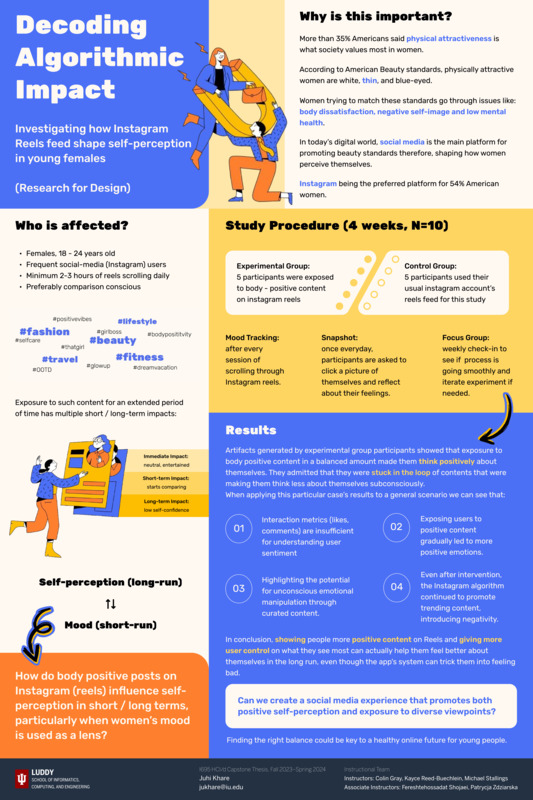 Decoding
Algorithmic
Impact
Investigating how Instagram
Reels feed shape self-perception
in young females
(Research for Design)
Why is this important?
More than 35% Americans said physical attractiveness is
what society values most in women.
According to American Beauty standards, physically attractive
women are white, thin, and blue-eyed.
Women trying to match these standards go through issues like:
body dissatisfaction, negative self-image and low mental
health.
In today's digital world, social media is the main platform for
promoting beauty standards therefore, shaping how women
perceive themselves.
Instagram being the preferred platform for 54% American
women.
Who is affected?
• Females, 18 - 24 years old
• Frequent social-media (Instagram) users
• Minimum 2-3 hours of reels scrolling daily
• Preferably comparison conscious
#positivevibes
#lifestyle
#fashion
#girlboss
#bodypositivity
#selfcare
#beauty
#thatgirl
#travel
#fitness
#OOTD
#glowup
#dreamvacation
Exposure to such content for an extended period
of time has multiple short / long-term impacts:
Immediate Impact:
neutral, entertained
Short-term Impact:
starts comparing
Long-term Impact:
low self-confidence
Self-perception (long-run)
↑↓
Mood (short-run)
How do body positive posts on
Instagram (reels) influence self-
perception in short / long terms,
particularly when women's mood
is used as a lens?
Study Procedure (4 weeks, N=10)
Experimental Group:
5 participants were exposed
to body - positive content
on instagram reels
Control Group:
5 participants used their
usual instagram account's
reels feed for this study
Mood Tracking:
after every
session of
scrolling through
Instagram reels.
Snapshot:
once everyday,
participants are asked to
click a picture of
themselves and reflect
about their feelings.
Focus Group:
weekly check-in to
see if process is
going smoothly and
iterate experiment if
needed.
Results
Artifacts generated by experimental group participants showed that exposure to
body positive content in a balanced amount made them think positively about
themselves. They admitted that they were stuck in the loop of contents that were
making them think less about themselves subconsciously.
When applying this particular case's results to a general scenario we can see that:
01
Interaction metrics (likes,
comments) are insufficient
for understanding user
sentiment
02
Exposing users to
positive content
gradually led to more
positive emotions.
03
Highlighting the potential
for unconscious emotional
manipulation through
curated content.
04
Even after intervention,
the Instagram algorithm
continued to promote
trending content,
introducing negativity.
In conclusion, showing people more positive content on Reels and giving more
user control on what they see most can actually help them feel better about
themselves in the long run, even though the app's system can trick them into feeling
bad.
Can we create a social media experience that promotes both
positive self-perception and exposure to diverse viewpoints?
Finding the right balance could be key to a healthy online future for young people.
LUDDY
SCHOOL OF INFORMATICS,
COMPUTING, AND ENGINEERING
I695 HCI/d Capstone Thesis, Fall 2023-Spring 2024
Juhi Khare
jukhare@iu.edu
Instructional Team
Instructors: Colin Gray, Kayce Reed-Buechlein, Michael Stallings
Associate Instructors: Fereshtehossadat Shojaei, Patrycja Zdziarska